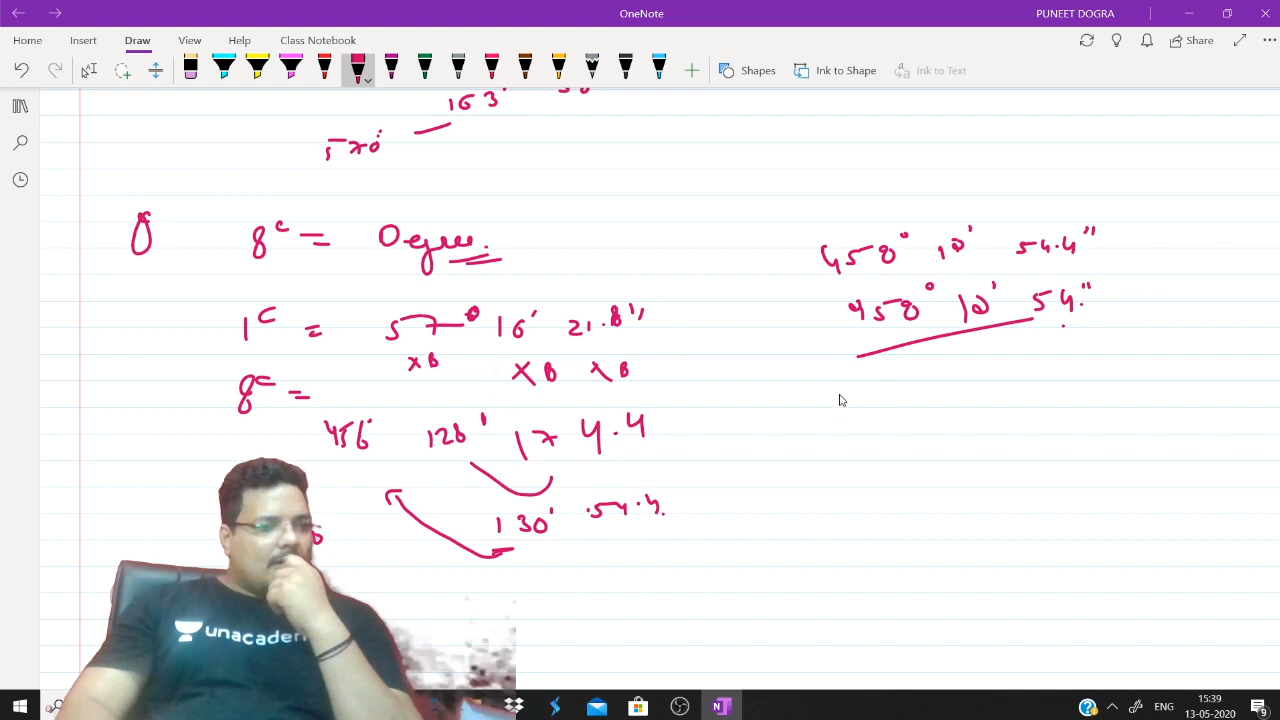 OneNote
PUNEET DOGRA
Home Insert Draw View Help Class Notebook
Share
Shapes Ink to Shape Ink to Text
163'
570°
8ᶜ = Degree.
458° 10' 54.4"
1ᶜ = 57° 16' 21.8"
458° 10' 54."
×8 ×8 ×8
8ᶜ =
456° 128' 174.4
130' 54.4
unacadem
ENG
15:39
13-05-2020